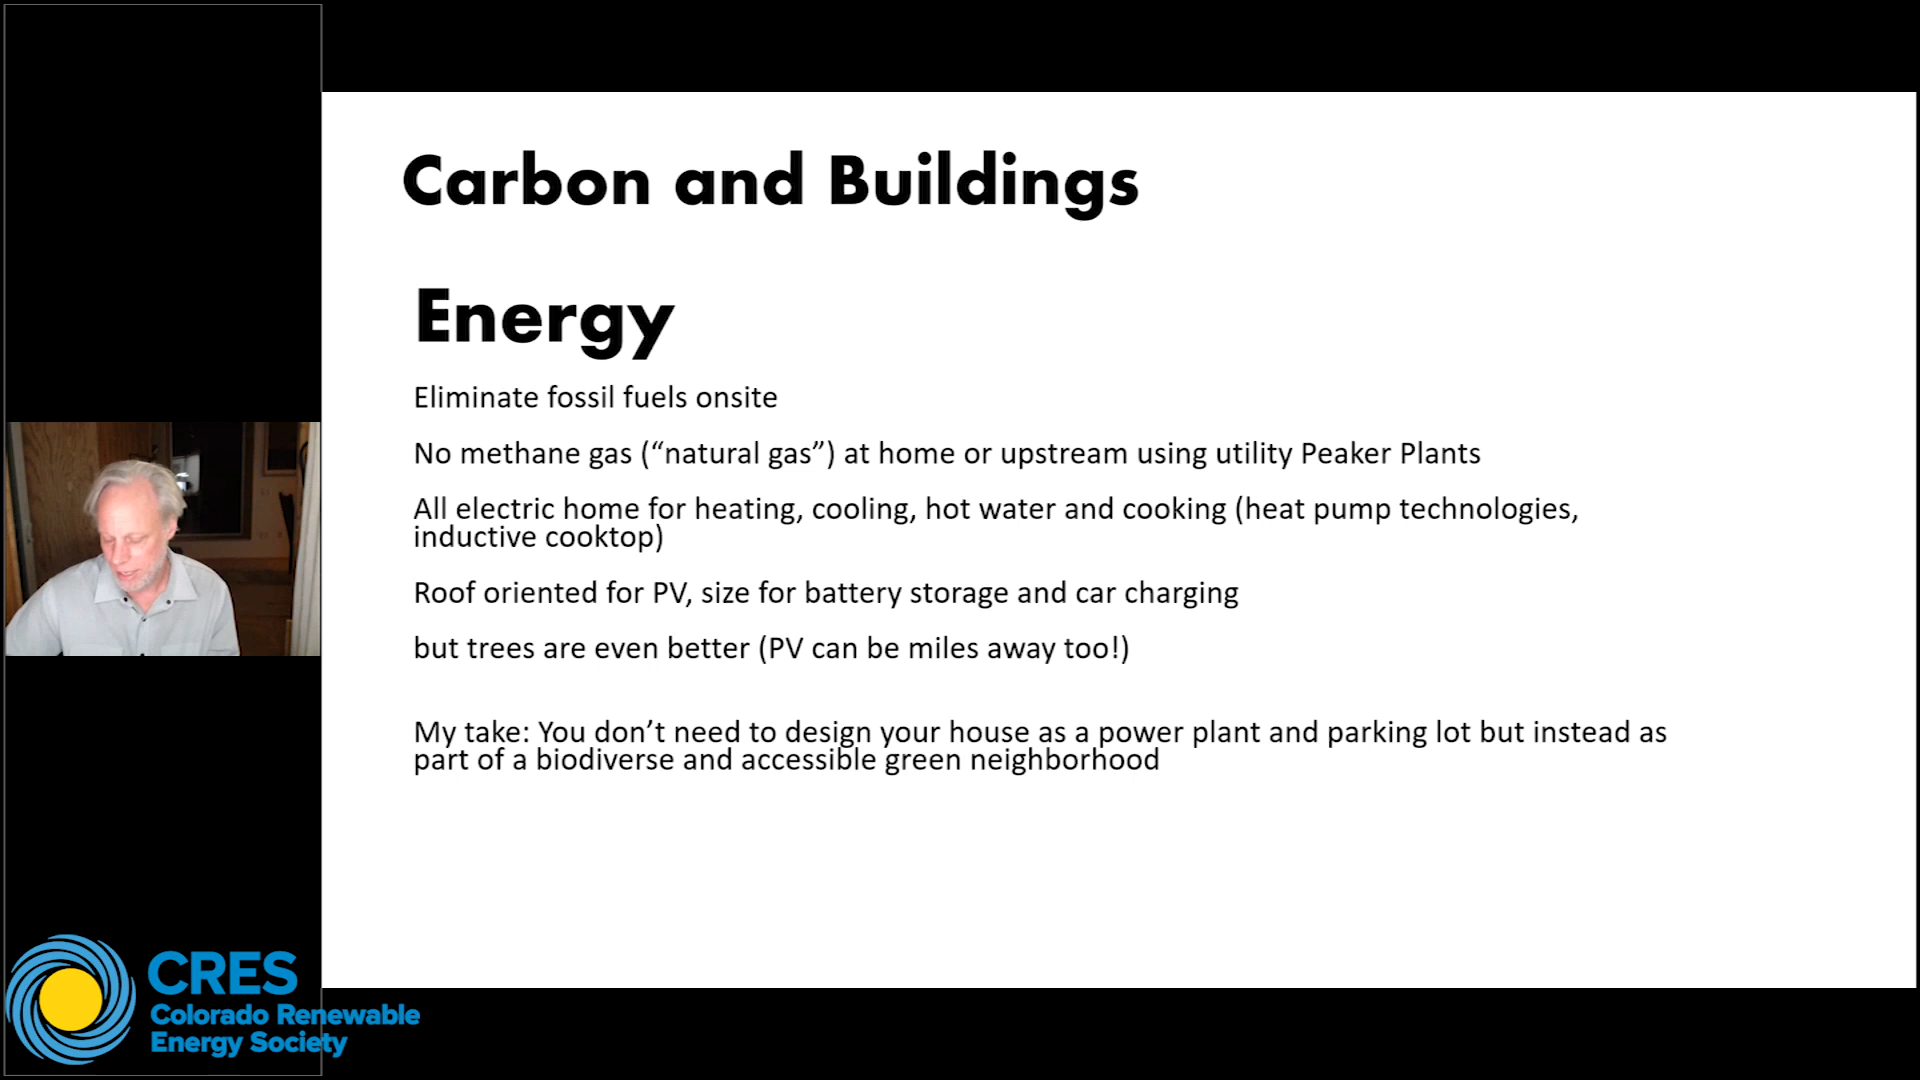 Carbon and Buildings
Energy
Eliminate fossil fuels onsite
No methane gas (“natural gas”) at home or upstream using utility Peaker Plants
All electric home for heating, cooling, hot water and cooking (heat pump technologies,
inductive cooktop)
Roof oriented for PV, size for battery storage and car charging
but trees are even better (PV can be miles away too!)
My take: You don’t need to design your house as a power plant and parking lot but instead as
part of a biodiverse and accessible green neighborhood
CRES
Colorado Renewable
Energy Society